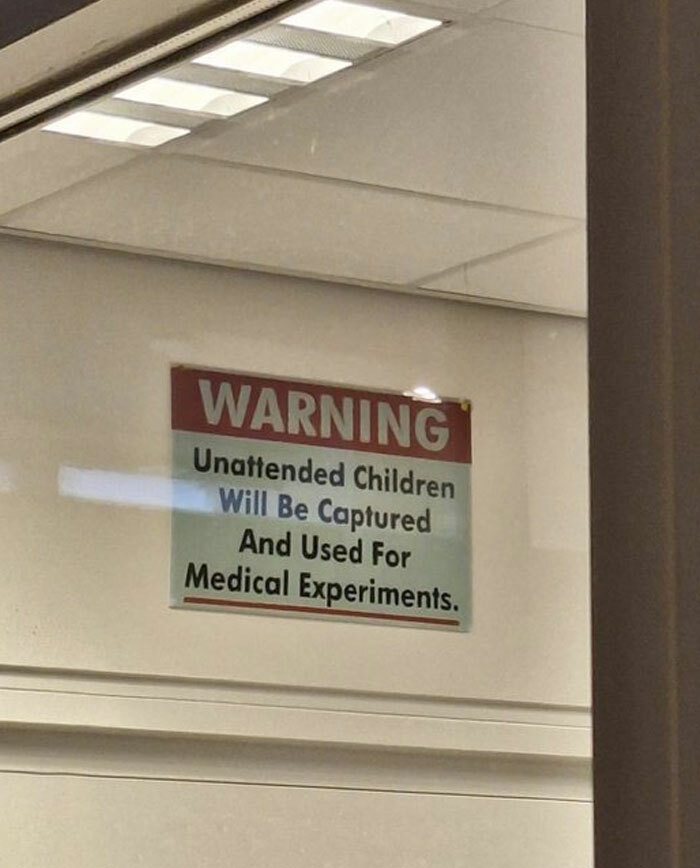 WARNING
Unattended Children
Will Be Captured
And Used For
Medical Experiments.